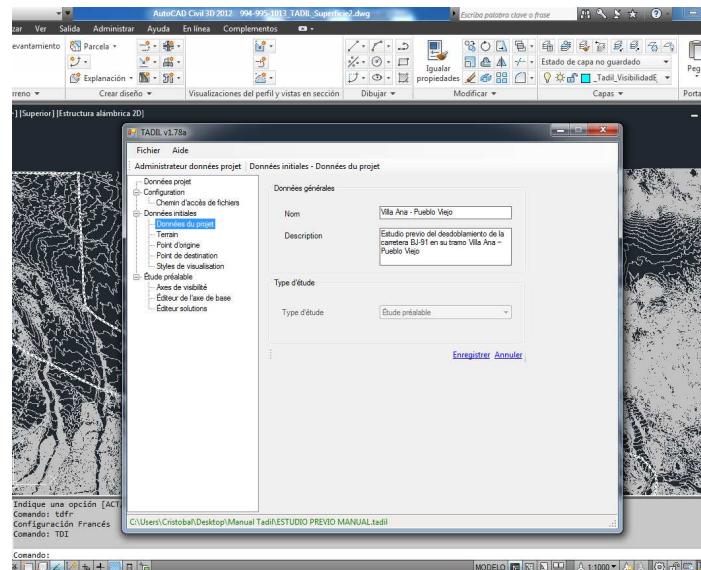 AutoCAD Civil 3D 2012 994-995-1013_TADIL_Superficie2.dwg
Escriba palabra clave o frase
zar Ver Salida Administrar Ayuda En línea Complementos
evantamiento
Parcela
Explanación
Igualar
propiedades
Estado de capa no guardado
_Tadil_VisibilidadE_
Peg
rreno
Crear diseño
Visualizaciones del perfil y vistas en sección
Dibujar
Modificar
Capas
Porta
-] [Superior] [Estructura alámbrica 2D]
TADIL v1.78a
Fichier Aide
Administrateur données projet
Données initiales - Données du projet
Données projet
Configuration
Chemin d'accès de fichiers
Données initiales
Données du projet
Terrain
Point d'origine
Point de destination
Styles de visualisation
Étude préalable
Axes de visibilité
Éditeur de l'axe de base
Éditeur solutions
Données générales
Nom
Villa Ana - Pueblo Viejo
Description
Estudio previo del desdoblamiento de la
carretera BJ-91 en su tramo Villa Ana –
Pueblo Viejo
Type d'étude
Type d'étude
Étude préalable
Enregistrer Annuler
C:\Users\Cristobal\Desktop\Manual Tadil\ESTUDIO PREVIO MANUAL.tadil
Indique una opción [ACT
Comando: tdfr
Configuración Francés
Comando: TDI
Comando:
MODELO
1:1000